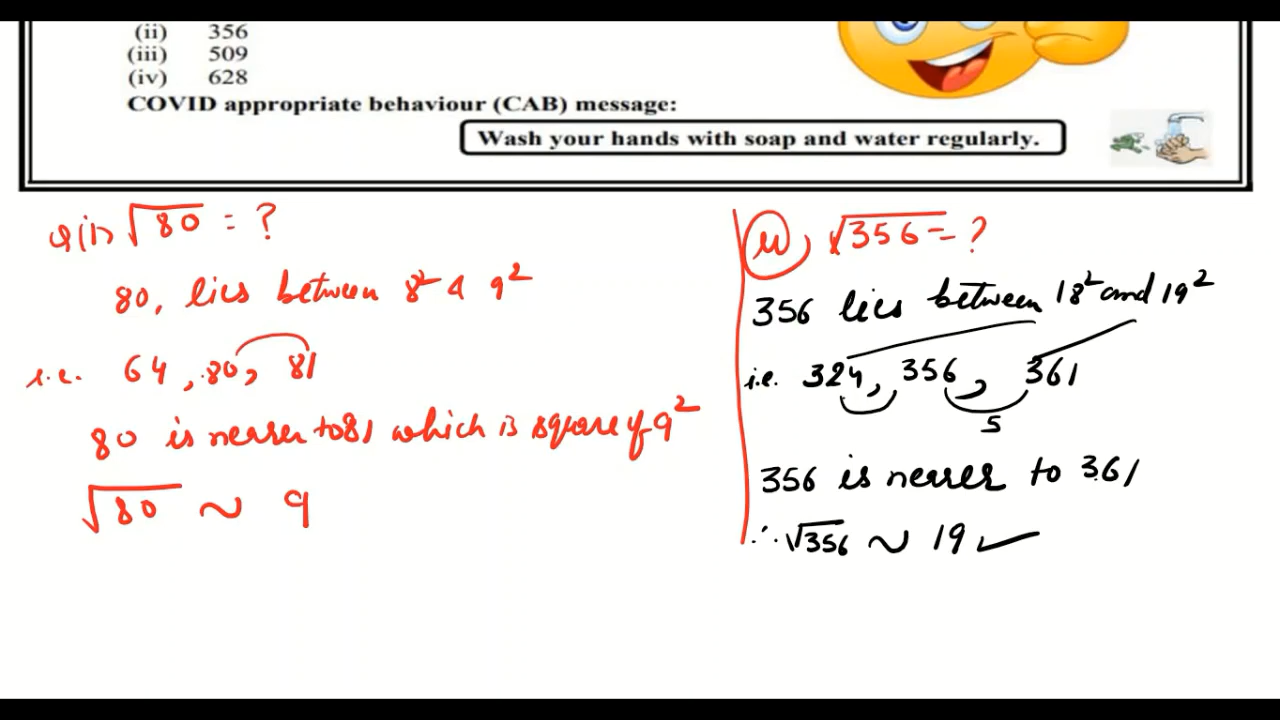 (ii) 356
(iii) 509
(iv) 628
COVID appropriate behaviour (CAB) message:
Wash your hands with soap and water regularly.
Q(i) √80 = ?
80, lies between 8² & 9²
i.e. 64, 80, 81
80 is nearer to 81 which is square of 9²
√80 ~ 9
ii, √356 = ?
356 lies between 18² and 19²
i.e. 324, 356, 361
5
356 is nearer to 361
∴ √356 ~ 19 ✓